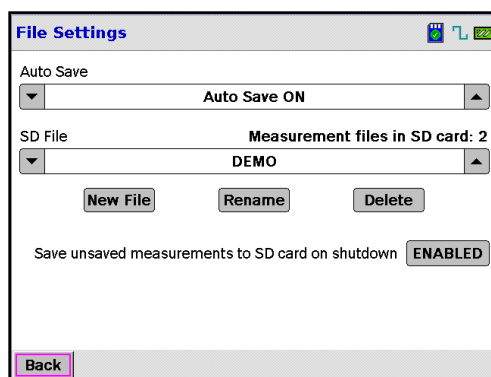 File Settings
Auto Save
Auto Save ON
SD File Measurement files in SD card: 2
DEMO
New File Rename Delete
Save unsaved measurements to SD card on shutdown ENABLED
Back